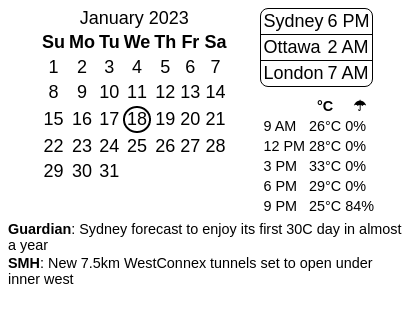 January 2023
Su Mo Tu We Th Fr Sa
1 2 3 4 5 6 7
8 9 10 11 12 13 14
15 16 17 18 19 20 21
22 23 24 25 26 27 28
29 30 31
Sydney 6 PM
Ottawa 2 AM
London 7 AM
°C ☂
9 AM 26°C 0%
12 PM 28°C 0%
3 PM 33°C 0%
6 PM 29°C 0%
9 PM 25°C 84%
Guardian: Sydney forecast to enjoy its first 30C day in almost
a year
SMH: New 7.5km WestConnex tunnels set to open under
inner west